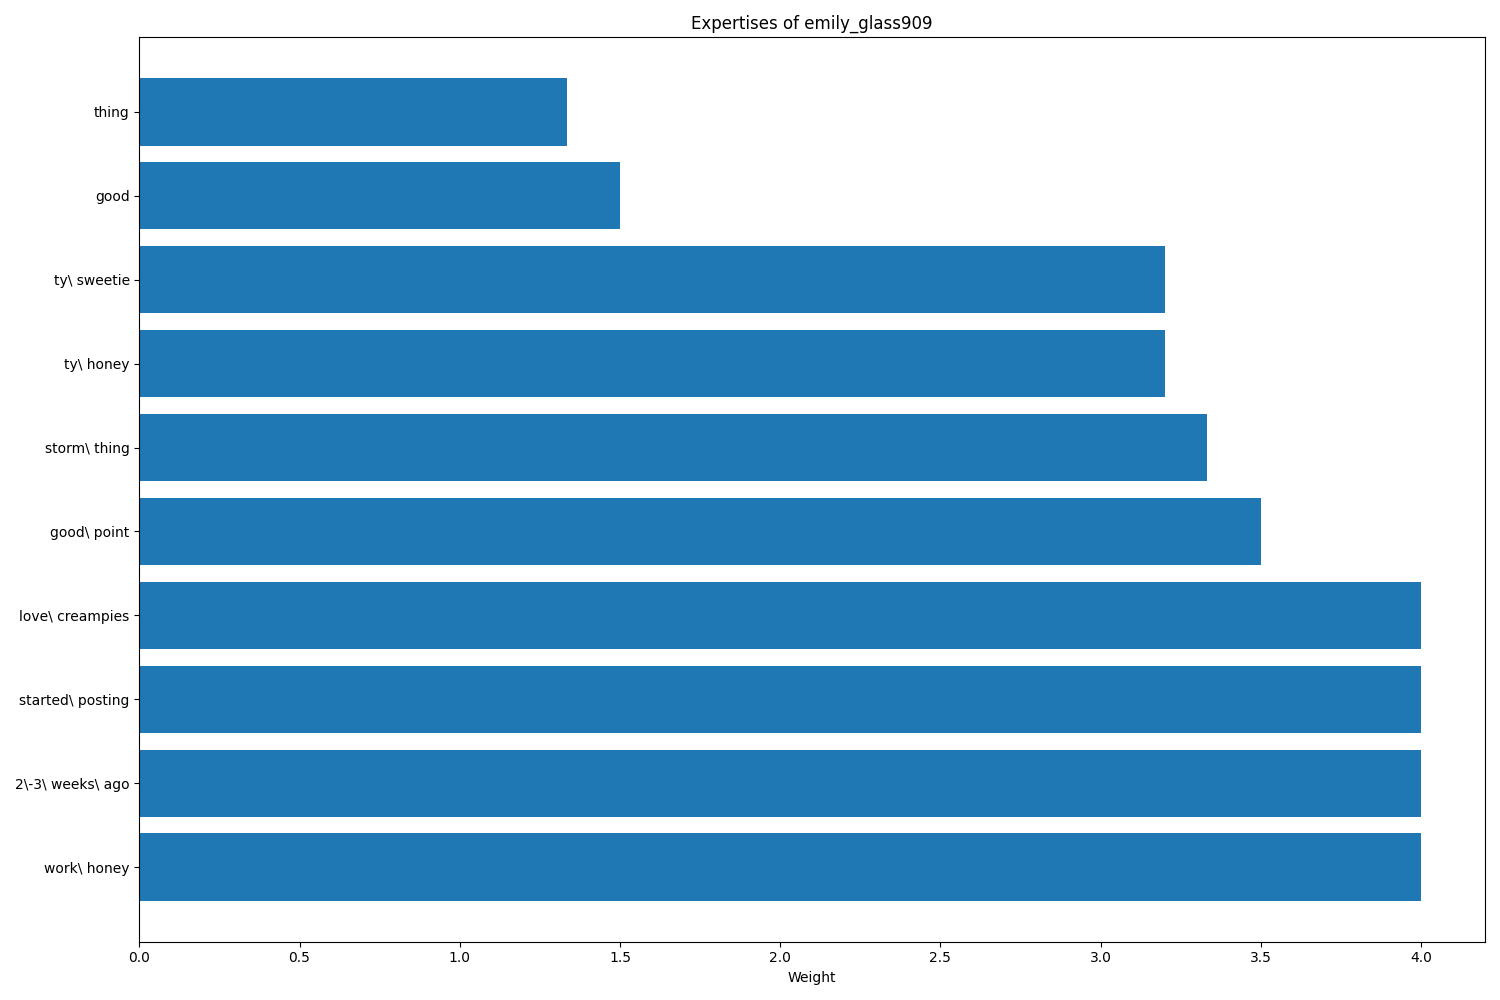 Expertises of emily_glass909
thing
good
ty\ sweetie
ty\ honey
storm\ thing
good\ point
love\ creampies
started\ posting
2\-3\ weeks\ ago
work\ honey
0.0 0.5 1.0 1.5 2.0 2.5 3.0 3.5 4.0
Weight